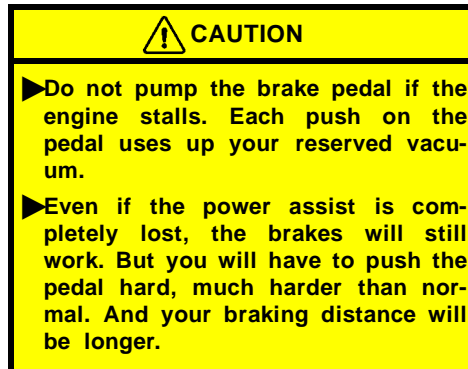 CAUTION
▶Do not pump the brake pedal if the
engine stalls. Each push on the
pedal uses up your reserved vacu-
um.
▶Even if the power assist is com-
pletely lost, the brakes will still
work. But you will have to push the
pedal hard, much harder than nor-
mal. And your braking distance will
be longer.